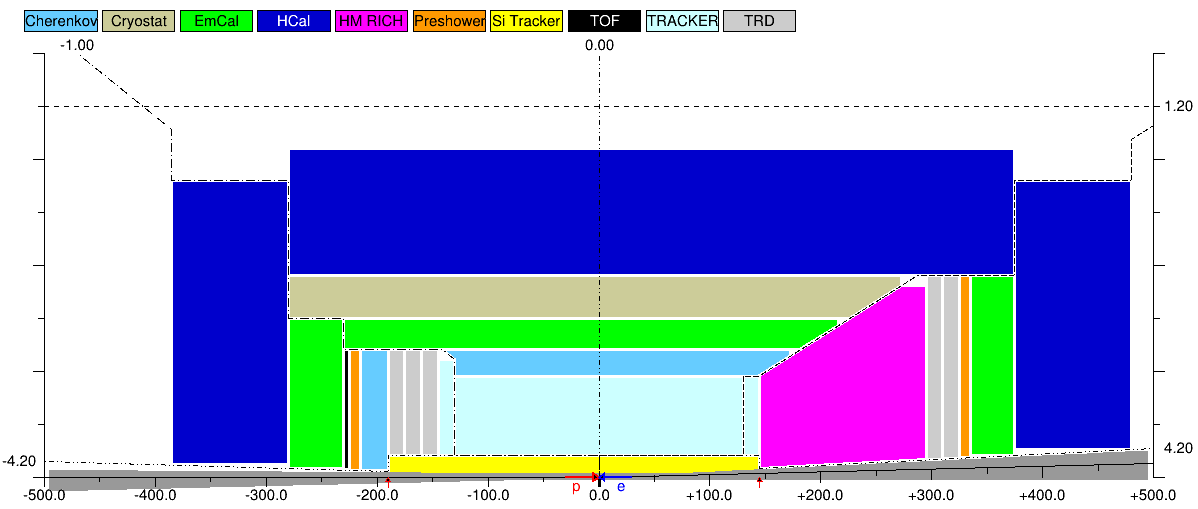 Cherenkov Cryostat EmCal HCal HM RICH Preshower Si Tracker TOF TRACKER TRD
-1.00 0.00
1.20
-4.20 4.20
p e
-500.0 -400.0 -300.0 -200.0 -100.0 0.0 +100.0 +200.0 +300.0 +400.0 +500.0